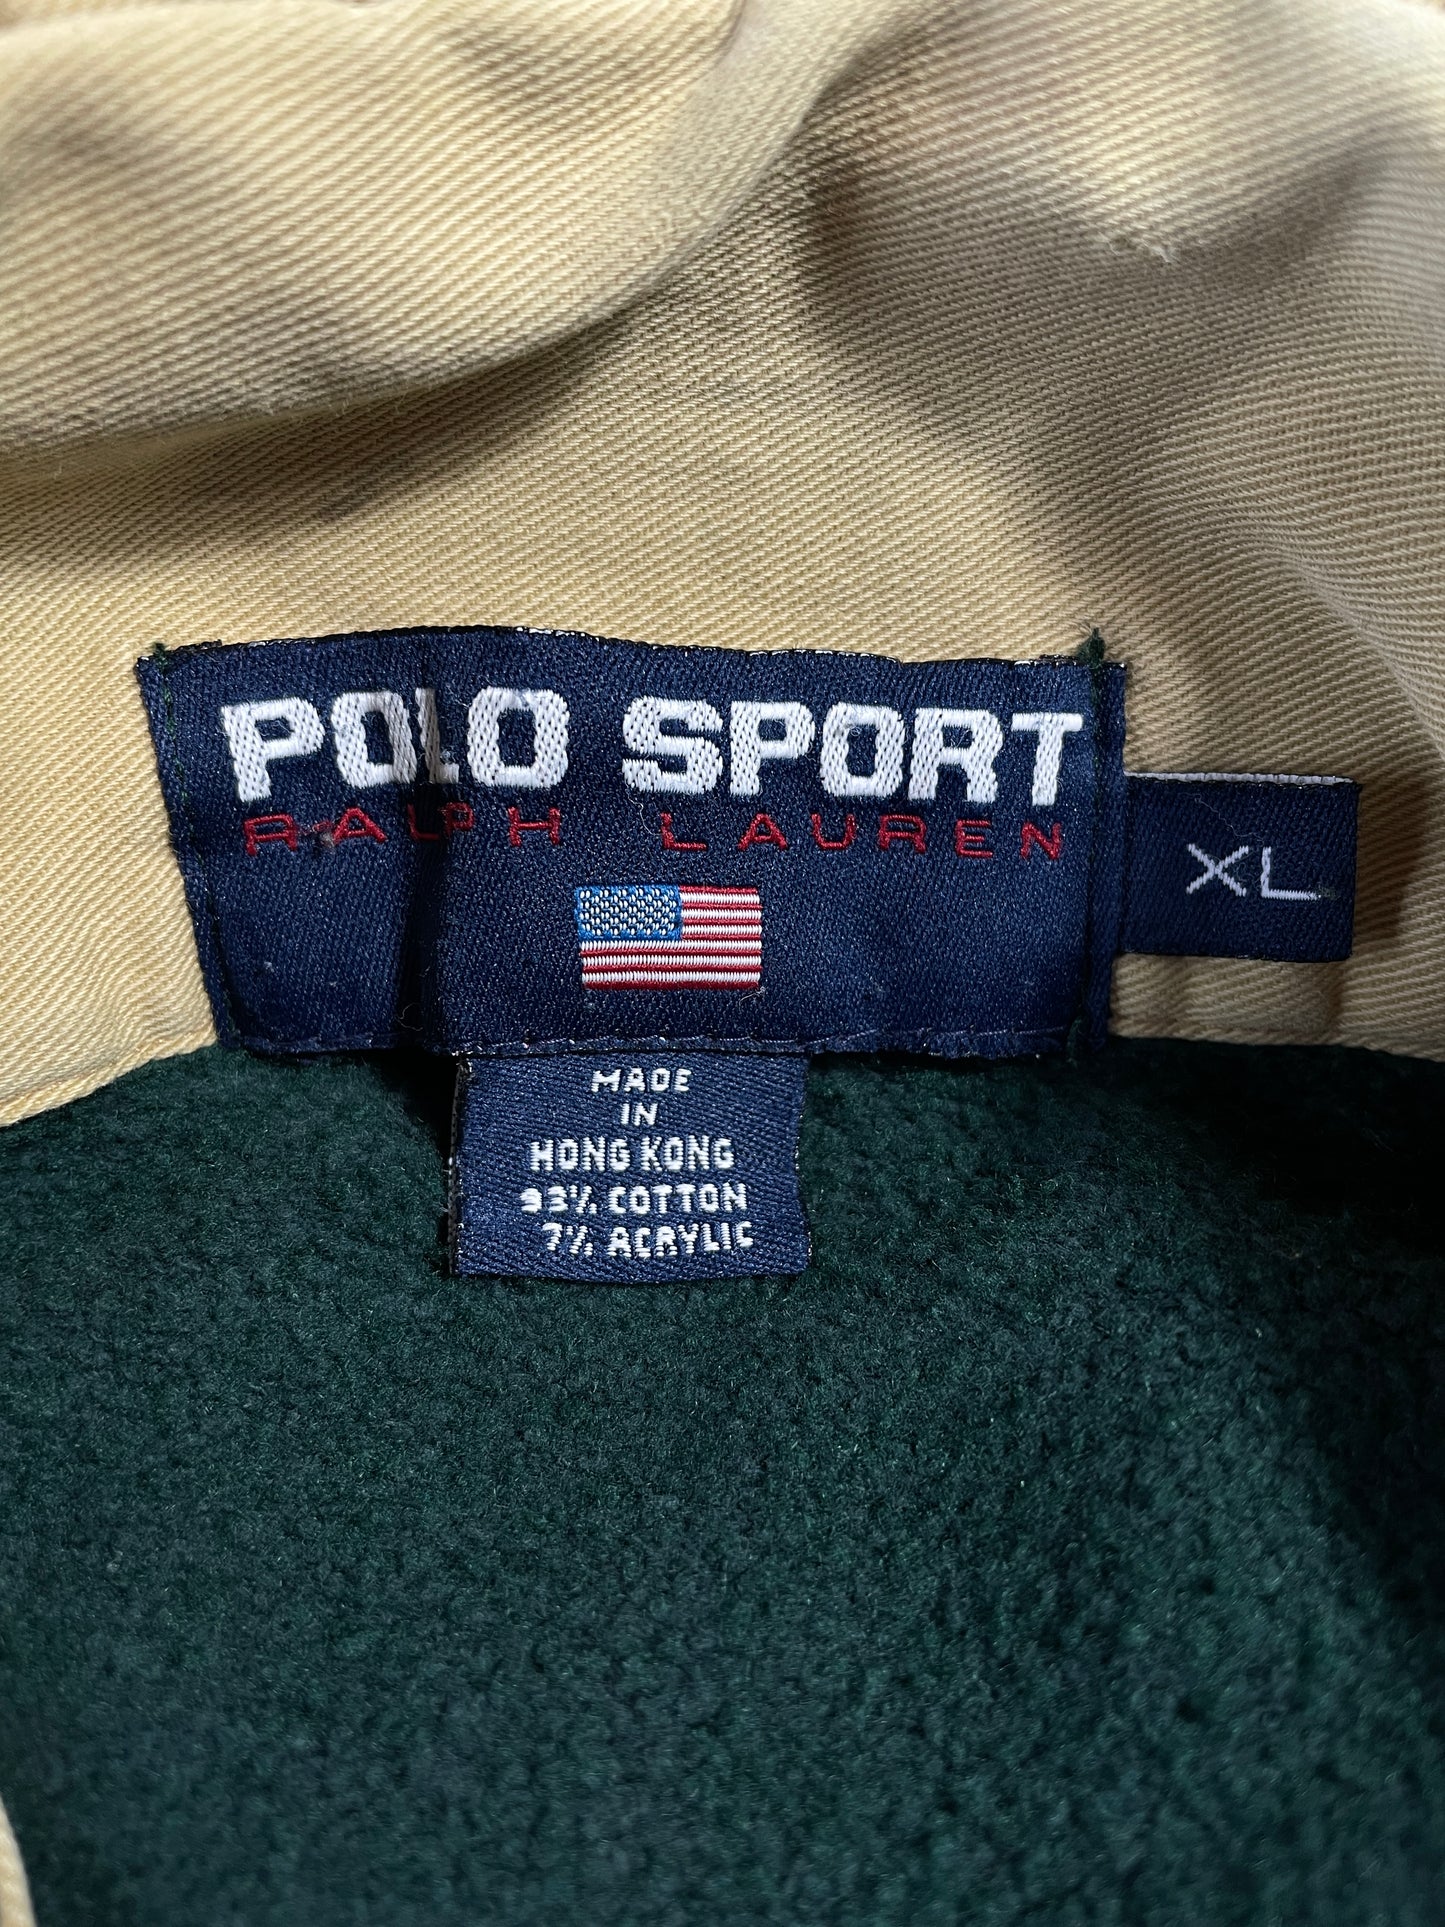 POLO SPORT
RALPH LAUREN
XL
MADE
IN
HONG KONG
93% COTTON
7% ACRYLIC